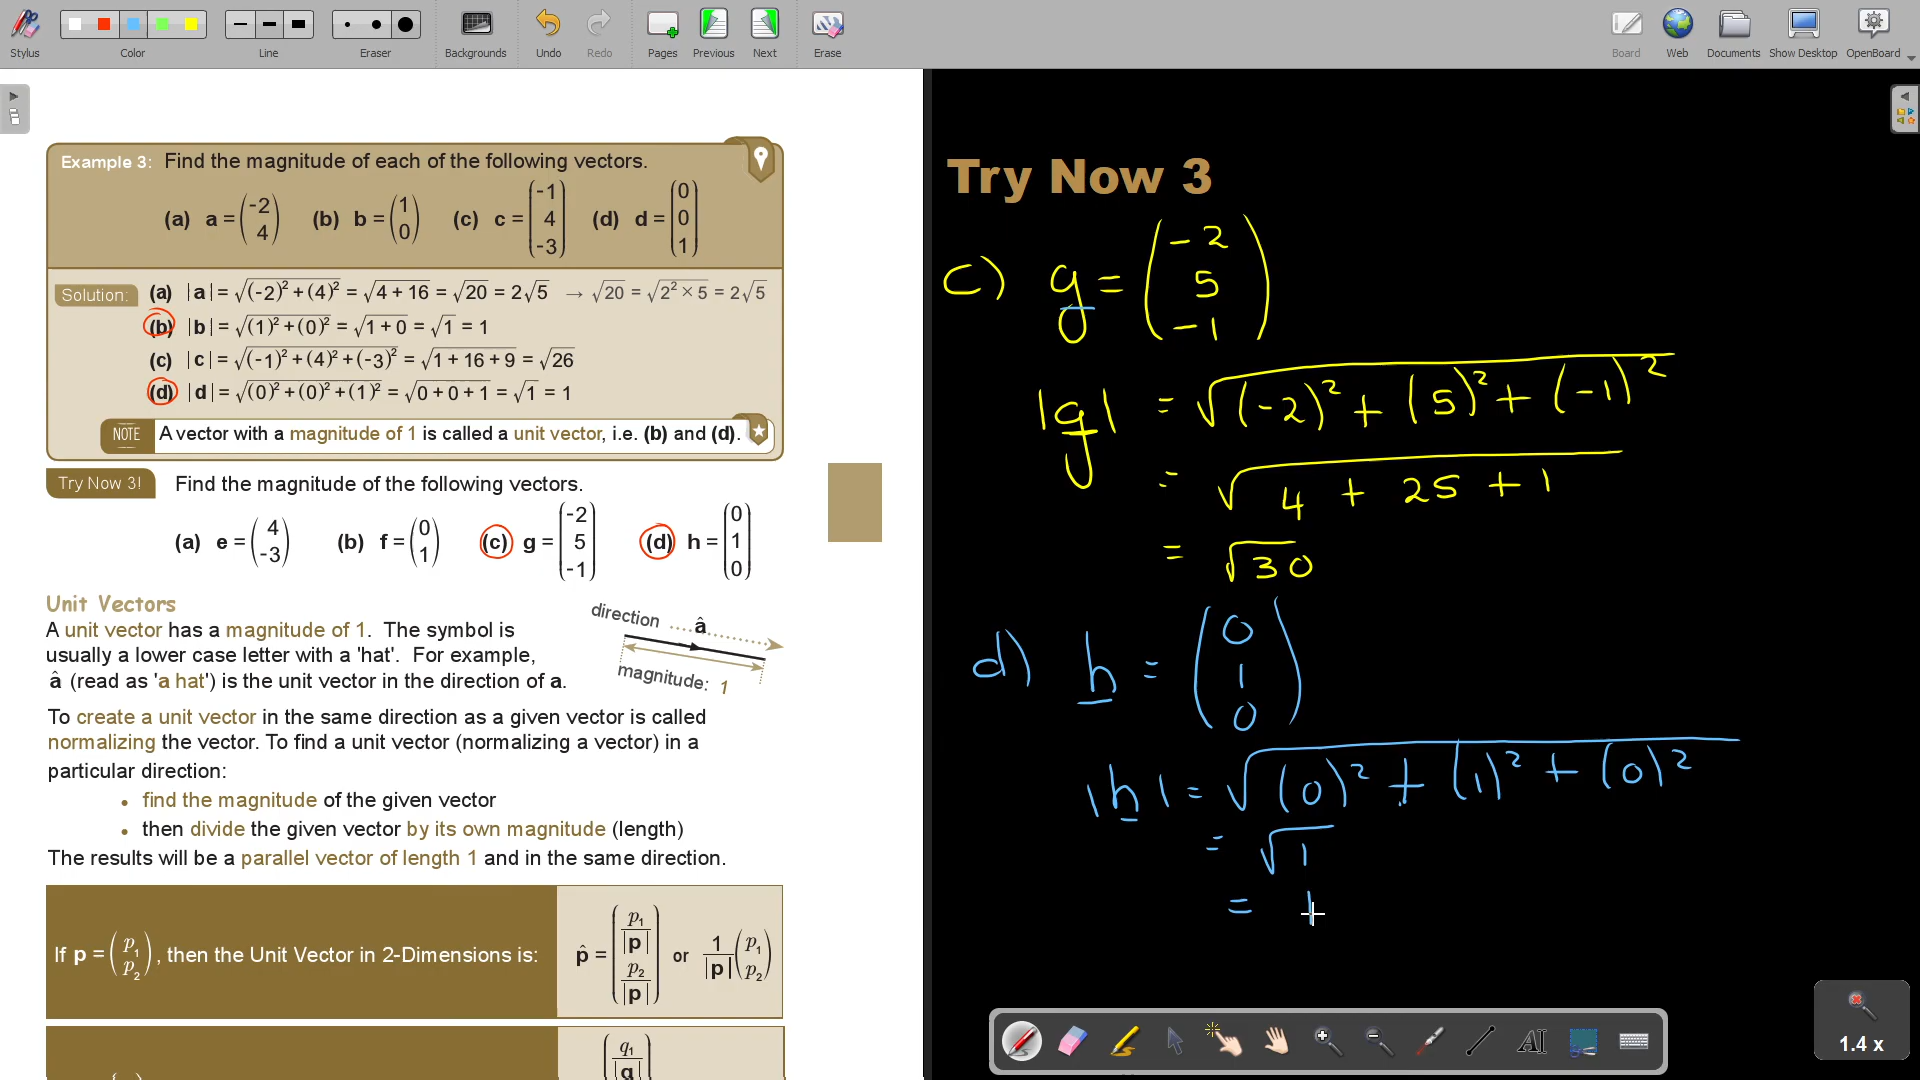 Stylus Color Line Eraser Backgrounds Undo Redo Pages Previous Next Erase Board Web Documents Show Desktop OpenBoard
Example 3: Find the magnitude of each of the following vectors.
(a) a = (-2 4) (b) b = (1 0) (c) c = (-1 4 -3) (d) d = (0 0 1)
Solution: (a) |a| = √(-2)² + (4)² = √4 + 16 = √20 = 2√5 → √20 = √2² × 5 = 2√5
(b) |b| = √(1)² + (0)² = √1 + 0 = √1 = 1
(c) |c| = √(-1)² + (4)² + (-3)² = √1 + 16 + 9 = √26
(d) |d| = √(0)² + (0)² + (1)² = √0 + 0 + 1 = √1 = 1
NOTE A vector with a magnitude of 1 is called a unit vector, i.e. (b) and (d).
Try Now 3! Find the magnitude of the following vectors.
(a) e = (4 -3) (b) f = (0 1) (c) g = (-2 5 -1) (d) h = (0 1 0)
Unit Vectors
A unit vector has a magnitude of 1. The symbol is
usually a lower case letter with a 'hat'. For example,
â (read as 'a hat') is the unit vector in the direction of a.
direction â
magnitude: 1
To create a unit vector in the same direction as a given vector is called
normalizing the vector. To find a unit vector (normalizing a vector) in a
particular direction:
• find the magnitude of the given vector
• then divide the given vector by its own magnitude (length)
The results will be a parallel vector of length 1 and in the same direction.
If p = (p₁ p₂), then the Unit Vector in 2-Dimensions is: p̂ = (p₁/|p| p₂/|p|) or 1/|p| (p₁ p₂)
q₁
|q|
Try Now 3
c) g = (-2 5 -1)
|g| = √(-2)² + (5)² + (-1)²
= √4 + 25 + 1
= √30
d) h = (0 1 0)
|h| = √(0)² + (1)² + (0)²
= √1
= 1
1.4 x